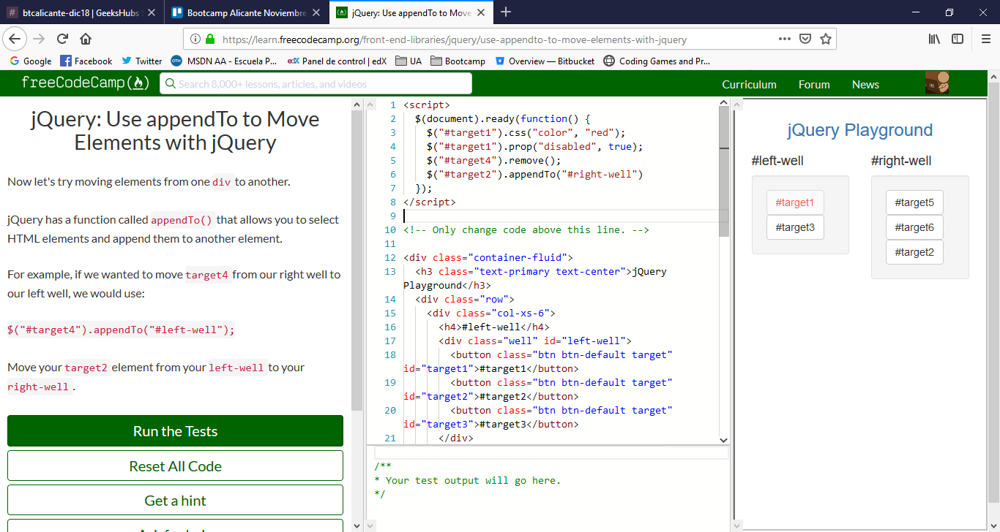 btcalicante-dic18 | GeeksHubs
Bootcamp Alicante Noviembre
jQuery: Use appendTo to Move
https://learn.freecodecamp.org/front-end-libraries/jquery/use-appendto-to-move-elements-with-jquery
Google Facebook Twitter MSDN AA - Escuela P... edX Panel de control | edX UA Bootcamp Overview — Bitbucket Coding Games and Pr...
freeCodeCamp
Search 8,000+ lessons, articles, and videos
Curriculum Forum News
jQuery: Use appendTo to Move
Elements with jQuery
Now let's try moving elements from one div to another.
jQuery has a function called appendTo() that allows you to select
HTML elements and append them to another element.
For example, if we wanted to move target4 from our right well to
our left well, we would use:
$("#target4").appendTo("#left-well");
Move your target2 element from your left-well to your
right-well .
Run the Tests
Reset All Code
Get a hint
1 <script>
2 $(document).ready(function() {
3 $("#target1").css("color", "red");
4 $("#target1").prop("disabled", true);
5 $("#target4").remove();
6 $("#target2").appendTo("#right-well")
7 });
8 </script>
9
10 <!-- Only change code above this line. -->
11
12 <div class="container-fluid">
13 <h3 class="text-primary text-center">jQuery
Playground</h3>
14 <div class="row">
15 <div class="col-xs-6">
16 <h4>#left-well</h4>
17 <div class="well" id="left-well">
18 <button class="btn btn-default target"
id="target1">#target1</button>
19 <button class="btn btn-default target"
id="target2">#target2</button>
20 <button class="btn btn-default target"
id="target3">#target3</button>
21 </div>
/**
* Your test output will go here.
*/
jQuery Playground
#left-well
#target1
#target3
#right-well
#target5
#target6
#target2